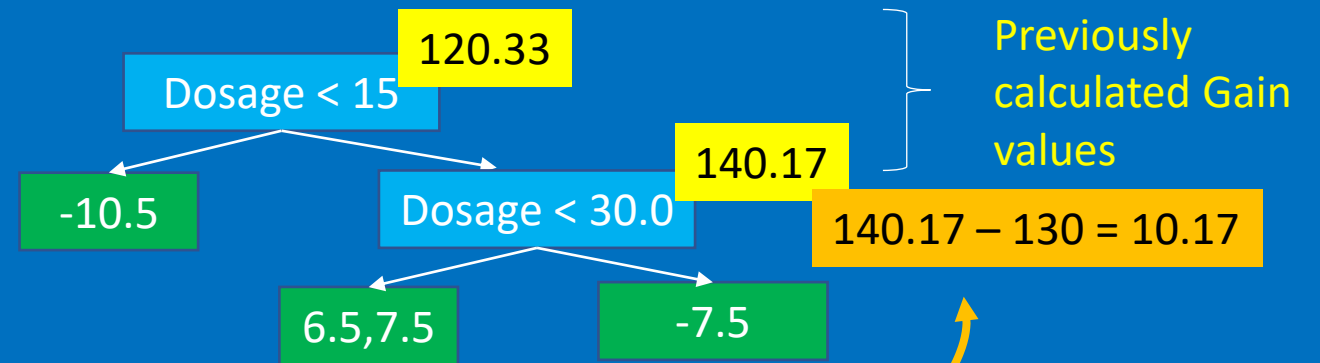 120.33
Dosage < 15
Previously
calculated Gain
values
140.17
-10.5
Dosage < 30.0
140.17 – 130 = 10.17
6.5,7.5
-7.5